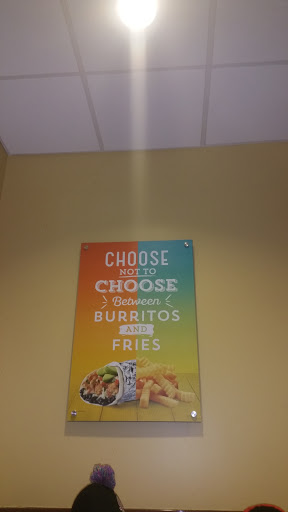 CHOOSE
NOT TO
CHOOSE
Between
BURRITOS
AND
FRIES